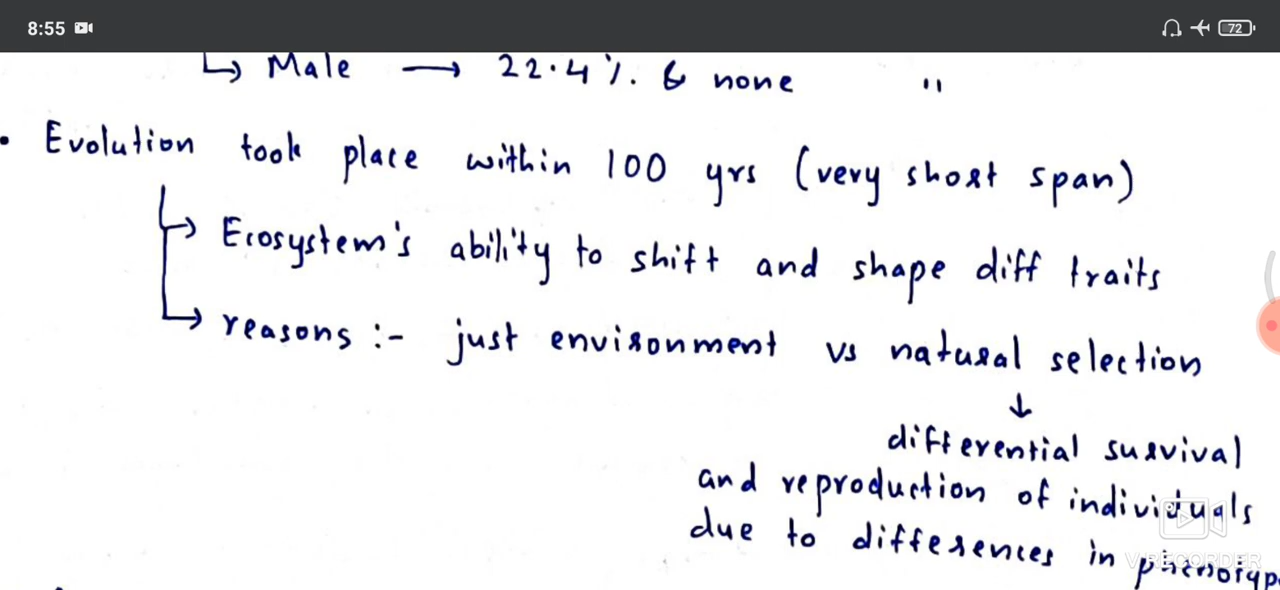 8:55 72
↳ Male → 22.4%. & none "
• Evolution took place within 100 yrs (very short span)
→ Ecosystem's ability to shift and shape diff traits
→ reasons :- just environment vs natural selection
↓
differential survival
and reproduction of individuals
due to differences in phenotyp
V RECORDER